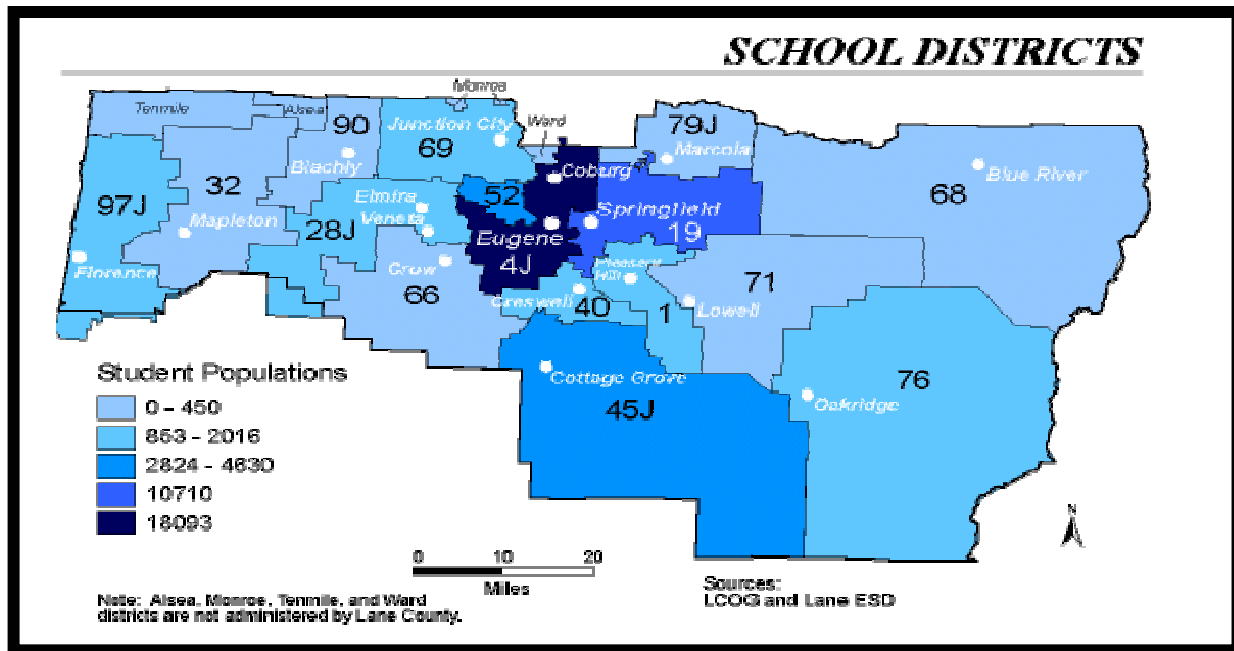 SCHOOL DISTRICTS
Monroe
Tenmile
Alsea
90
Junction City
Ward
79J
Marcola
69
Blachly
Coburg
68
Blue River
32
52
97J
Elmira
Veneta
Springfield
19
Mapleton
28J
Eugene
4J
Florence
Crow
66
Pleasant
Hill
71
Creswell
40
1
Lowell
Cottage Grove
45J
76
Oakridge
Student Populations
0 - 450
853 - 2016
2824 - 4630
10710
18093
0 10 20
Miles
N
Note: Alsea, Monroe, Tenmile, and Ward
districts are not administered by Lane County.
Sources:
LCOG and Lane ESD